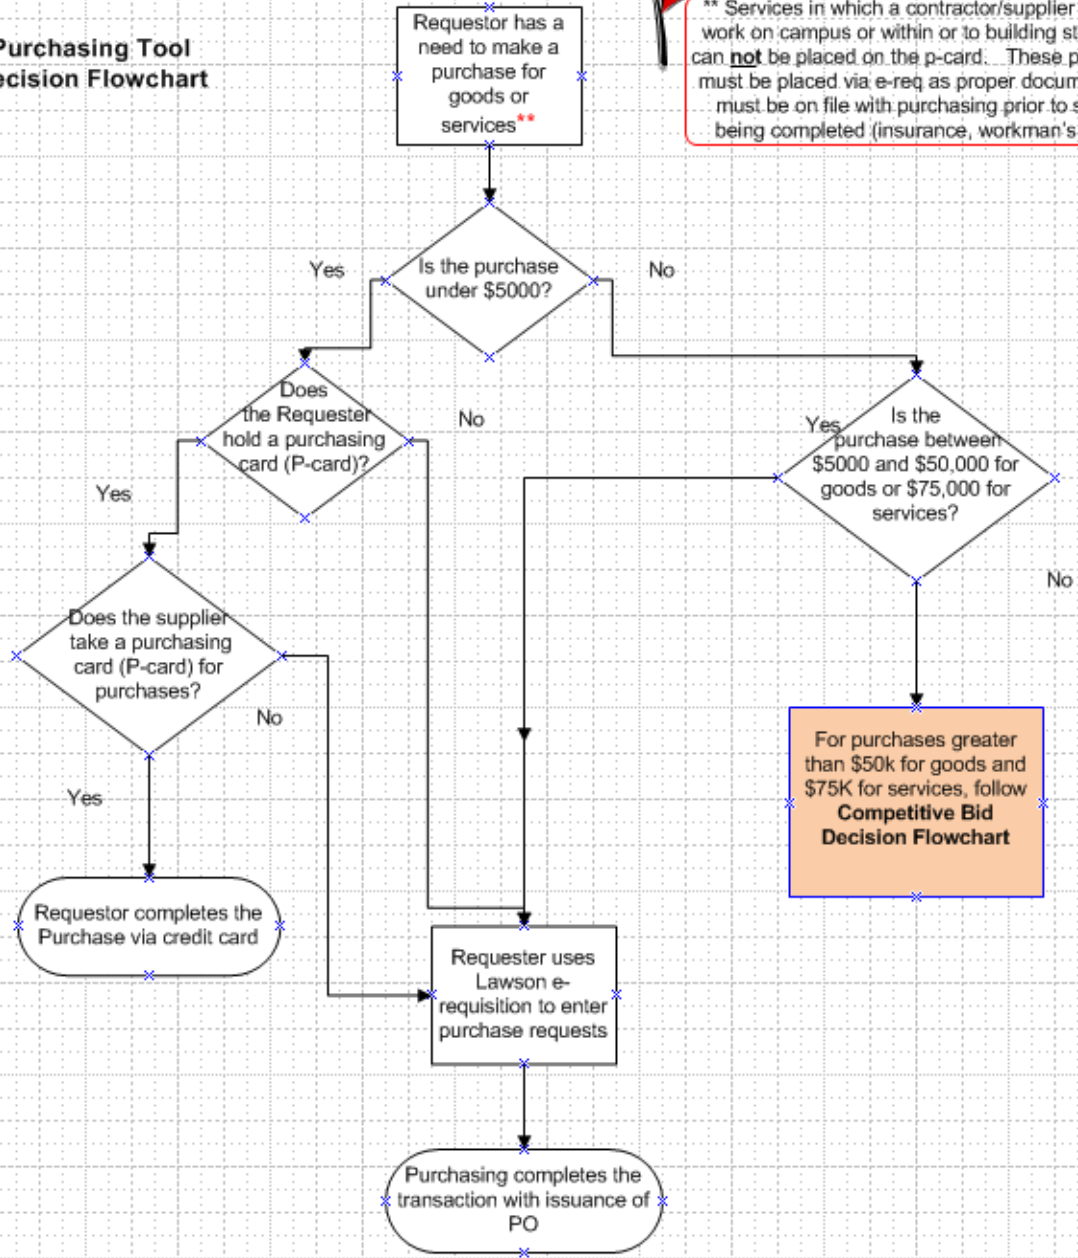 Purchasing Tool
ecision Flowchart
Requestor has a
need to make a
purchase for
goods or
services**
** Services in which a contractor/supplier
work on campus or within or to building st
can not be placed on the p-card. These p
must be placed via e-req as proper docum
must be on file with purchasing prior to s
being completed (insurance, workman's
Is the purchase
under $5000?
Yes
No
Does
the Requester
hold a purchasing
card (P-card)?
No
Yes
Yes
Is the
purchase between
$5000 and $50,000 for
goods or $75,000 for
services?
No
Does the supplier
take a purchasing
card (P-card) for
purchases?
No
Yes
For purchases greater
than $50k for goods and
$75K for services, follow
Competitive Bid
Decision Flowchart
Requestor completes the
Purchase via credit card
Requester uses
Lawson e-
requisition to enter
purchase requests
Purchasing completes the
transaction with issuance of
PO